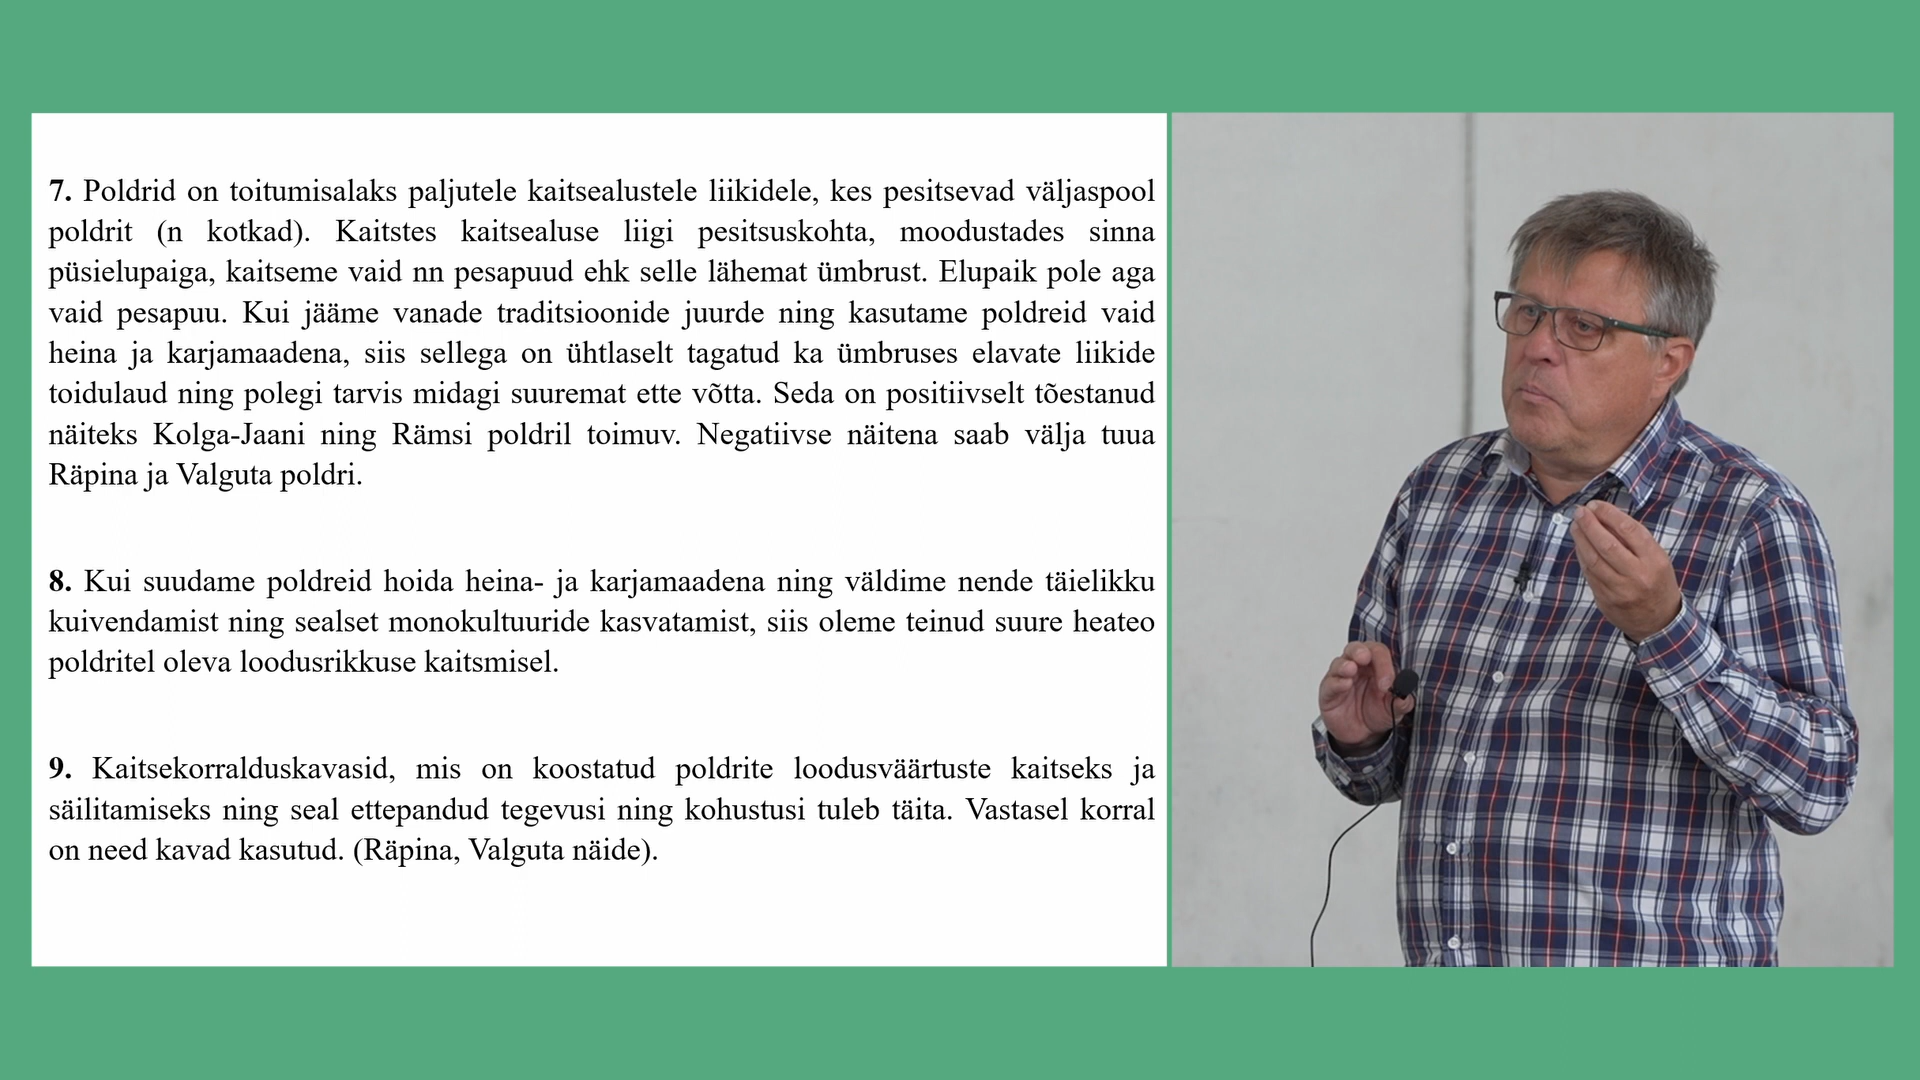 7. Poldrid on toitumisalaks paljutele kaitsealustele liikidele, kes pesitsevad väljaspool
poldrit (n kotkad). Kaitstes kaitsealuse liigi pesitsuskohta, moodustades sinna
püsielupaiga, kaitseme vaid nn pesapuud ehk selle lähemat ümbrust. Elupaik pole aga
vaid pesapuu. Kui jääme vanade traditsioonide juurde ning kasutame poldreid vaid
heina ja karjamaadena, siis sellega on ühtlaselt tagatud ka ümbruses elavate liikide
toidulaud ning polegi tarvis midagi suuremat ette võtta. Seda on positiivselt tõestanud
näiteks Kolga-Jaani ning Rämsi poldril toimuv. Negatiivse näitena saab välja tuua
Räpina ja Valguta poldri.
8. Kui suudame poldreid hoida heina- ja karjamaadena ning väldime nende täielikku
kuivendamist ning sealset monokultuuride kasvatamist, siis oleme teinud suure heateo
poldritel oleva loodusrikkuse kaitsmisel.
9. Kaitsekorralduskavasid, mis on koostatud poldrite loodusväärtuste kaitseks ja
säilitamiseks ning seal ettepandud tegevusi ning kohustusi tuleb täita. Vastasel korral
on need kavad kasutud. (Räpina, Valguta näide).